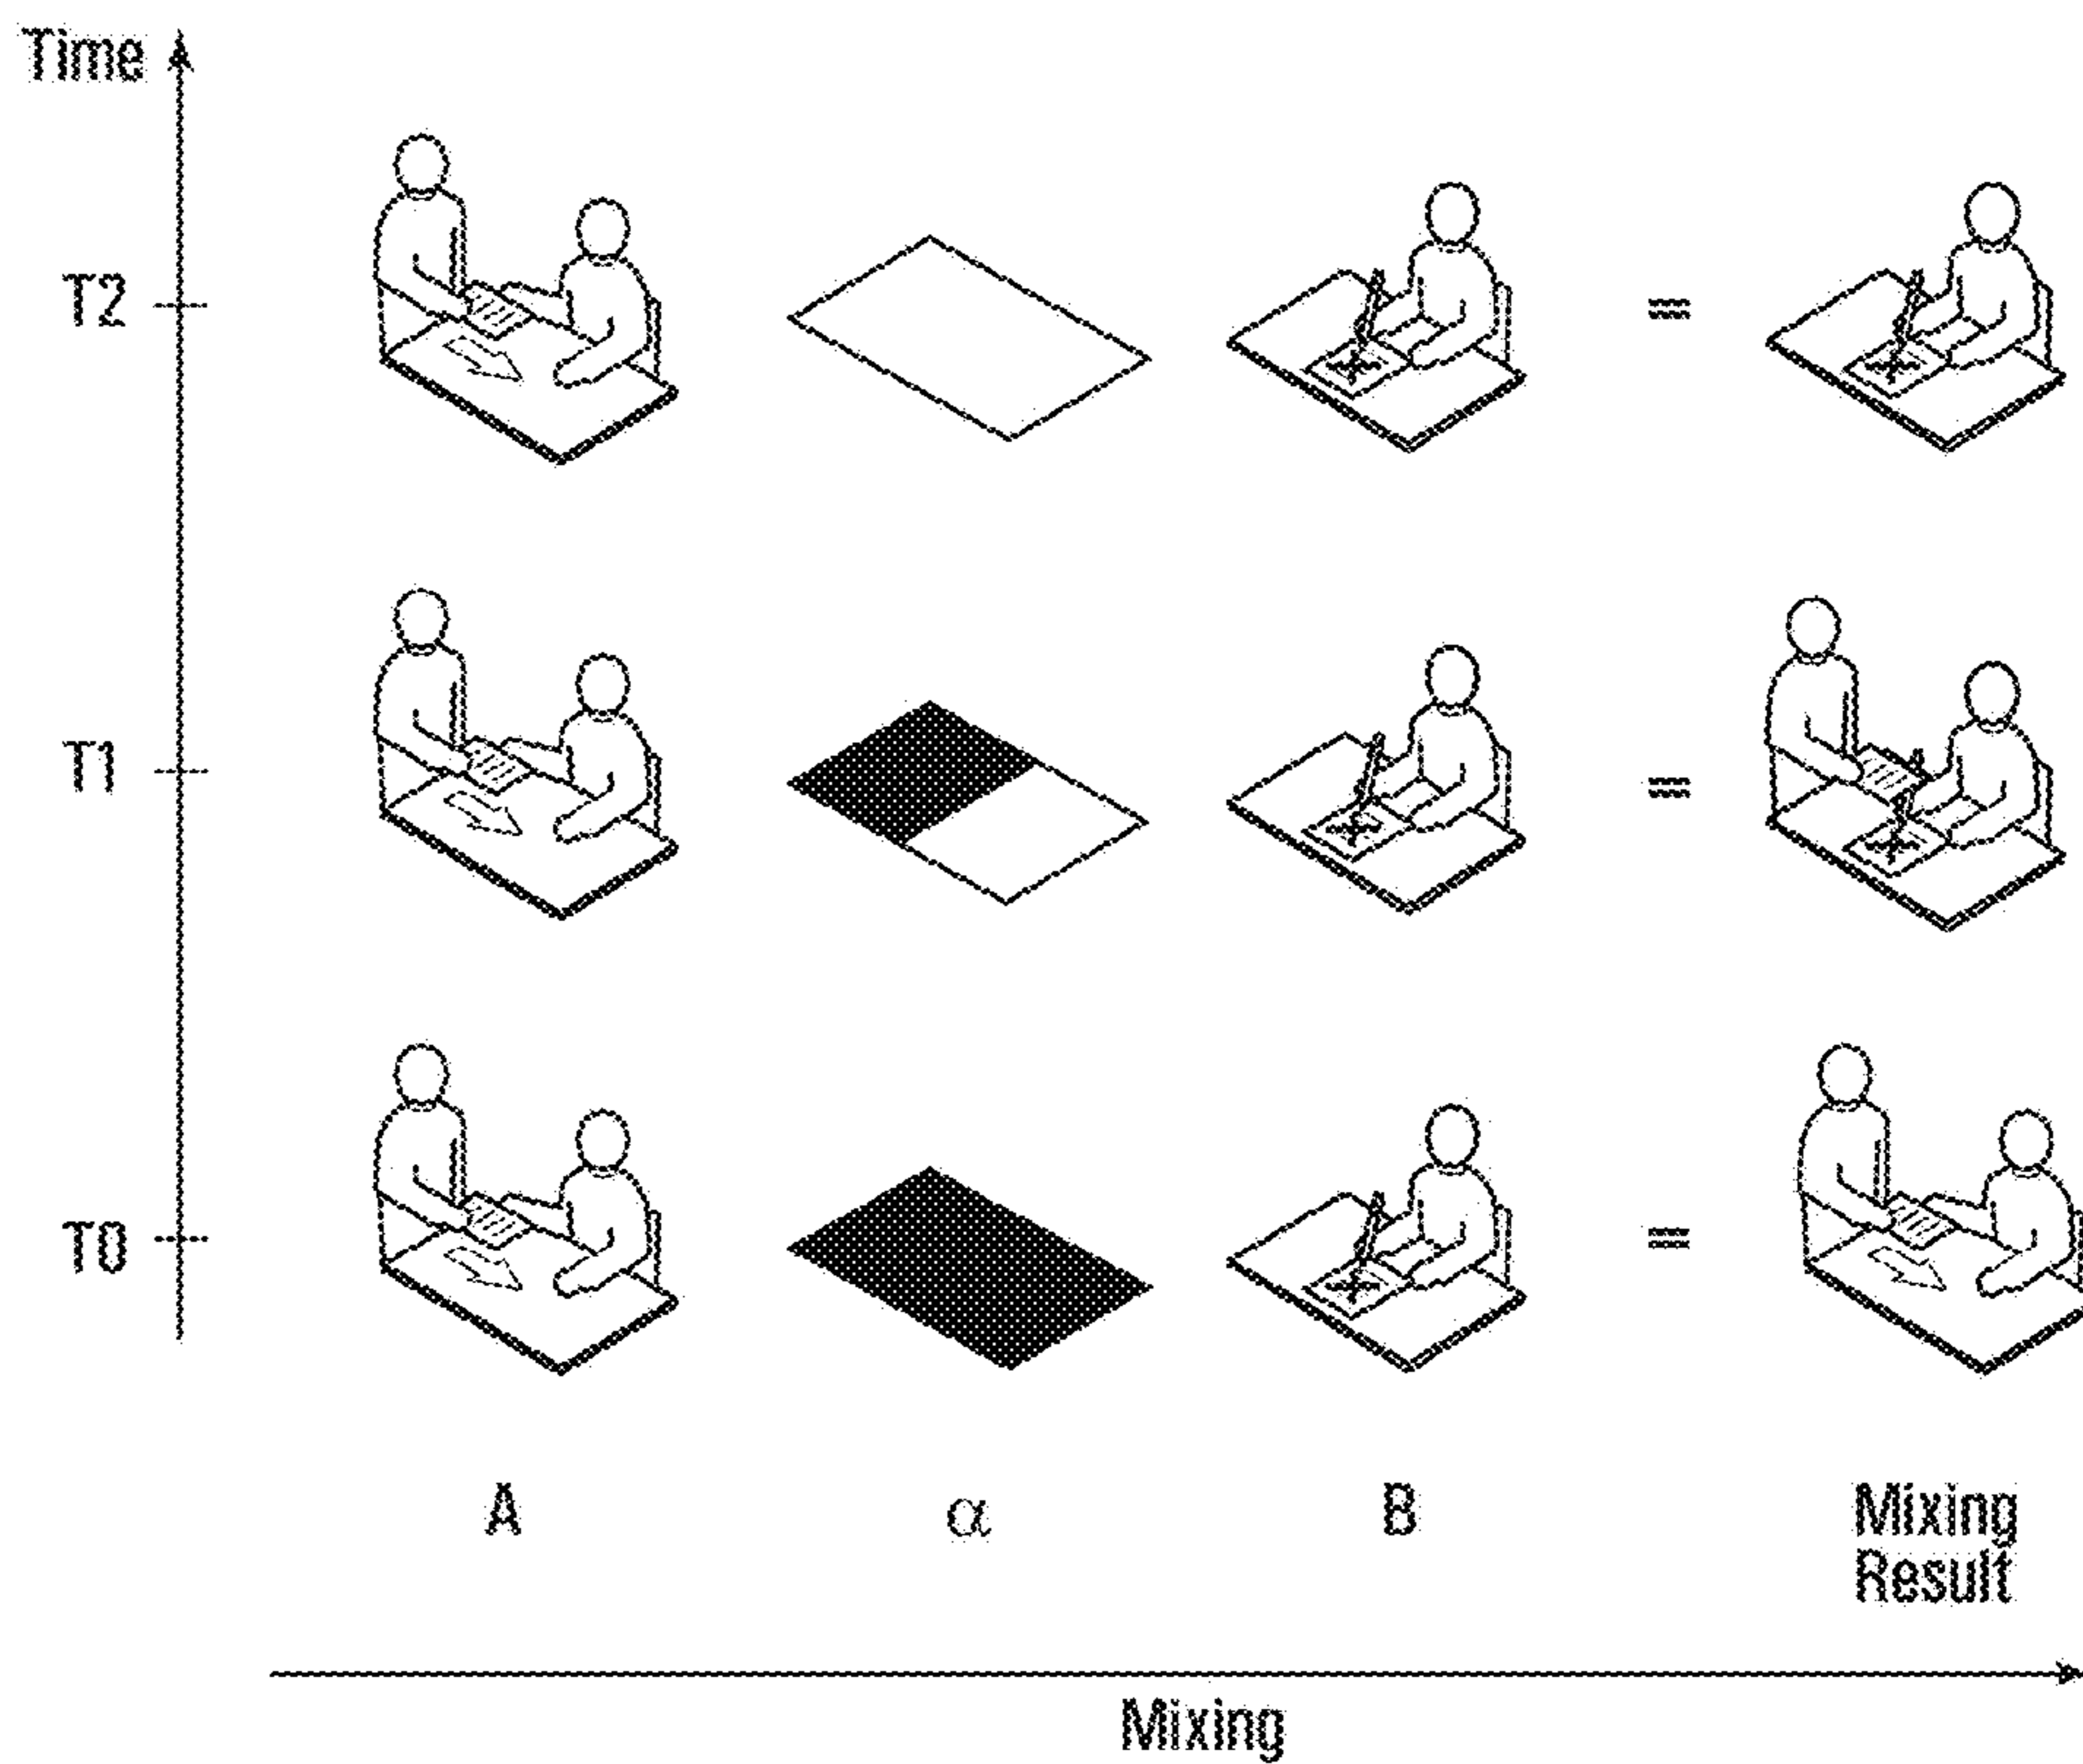 Time
T2
=
T1
=
T0
=
A
α
B
Mixing
Result
Mixing